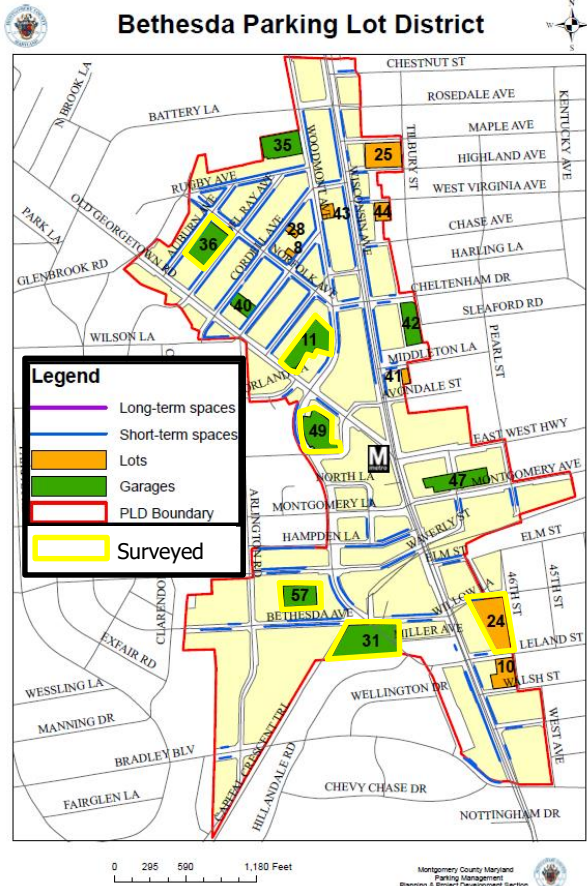 Bethesda Parking Lot District
N
W
S
CHESTNUT ST
N BROOK LA
BATTERY LA
ROSEDALE AVE
KENTUCKY AVE
TILBURY ST
MAPLE AVE
35
WOODMONT AVE
25
HIGHLAND AVE
RUGBY AVE
WISCONSIN AVE
WEST VIRGINIA AVE
OLD GEORGETOWN RD
PARK LA
AUBURN AVE
DEL RAY AVE
43
44
CHASE AVE
28
36
CORDELL AVE
8
NORFOLK AVE
HARLING LA
GLENBROOK RD
CHELTENHAM DR
40
SLEAFORD RD
42
WILSON LA
11
PEARL ST
MIDDLETON LA
41
AVONDALE ST
Legend
Long-term spaces
Short-term spaces
Lots
Garages
PLD Boundary
Surveyed
49
EAST WEST HWY
M
metro
NORTH LA
47
MONTGOMERY AVE
ARLINGTON RD
MONTGOMERY LA
HAMPDEN LA
WAVERLY ST
ELM ST
ELM ST
57
BETHESDA AVE
WILLOW LA
46TH ST
45TH ST
24
CLARENDON
31
MILLER AVE
LELAND ST
EXFAIR RD
10
WALSH ST
WESSLING LA
WELLINGTON DR
MANNING DR
WEST AVE
BRADLEY BLV
CAPITAL CRESCENT TRL
HILLANDALE RD
CHEVY CHASE DR
FAIRGLEN LA
NOTTINGHAM DR
0 295 590 1,180 Feet
Montgomery County Maryland
Parking Management
Planning & Project Development Section